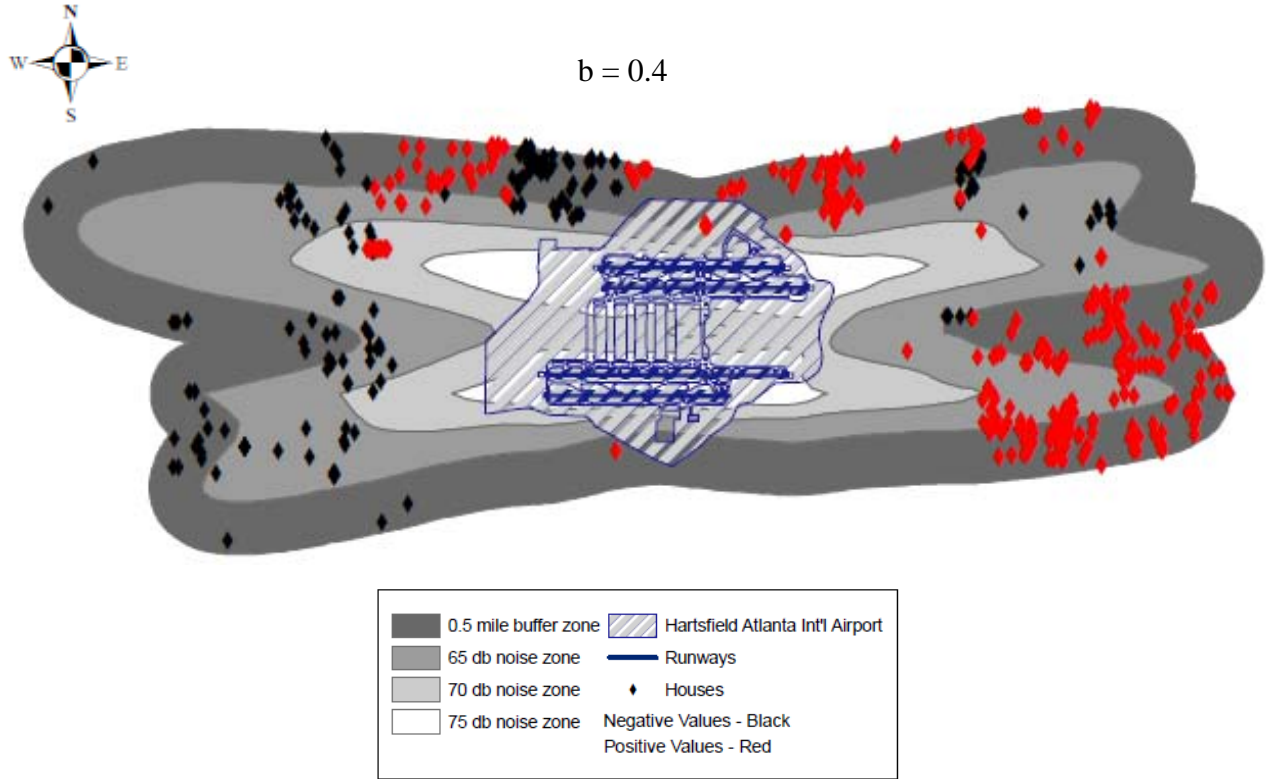 N
W E
S
b = 0.4
0.5 mile buffer zone
65 db noise zone
70 db noise zone
75 db noise zone
Hartsfield Atlanta Int'l Airport
Runways
Houses
Negative Values - Black
Positive Values - Red